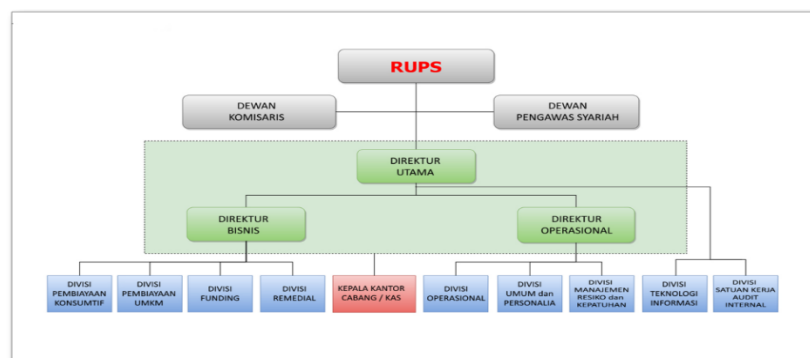 RUPS
DEWAN
KOMISARIS
DEWAN
PENGAWAS SYARIAH
DIREKTUR
UTAMA
DIREKTUR
BISNIS
DIREKTUR
OPERASIONAL
DIVISI
PEMBIAYAAN
KONSUMTIF
DIVISI
PEMBIAYAAN
UMKM
DIVISI
FUNDING
DIVISI
REMEDIAL
KEPALA KANTOR
CABANG / KAS
DIVISI
OPERASIONAL
DIVISI
UMUM dan
PERSONALIA
DIVISI
MANAJEMEN
RESIKO dan
KEPATUHAN
DIVISI
TEKNOLOGI
INFORMASI
DIVISI
SATUAN KERJA
AUDIT
INTERNAL